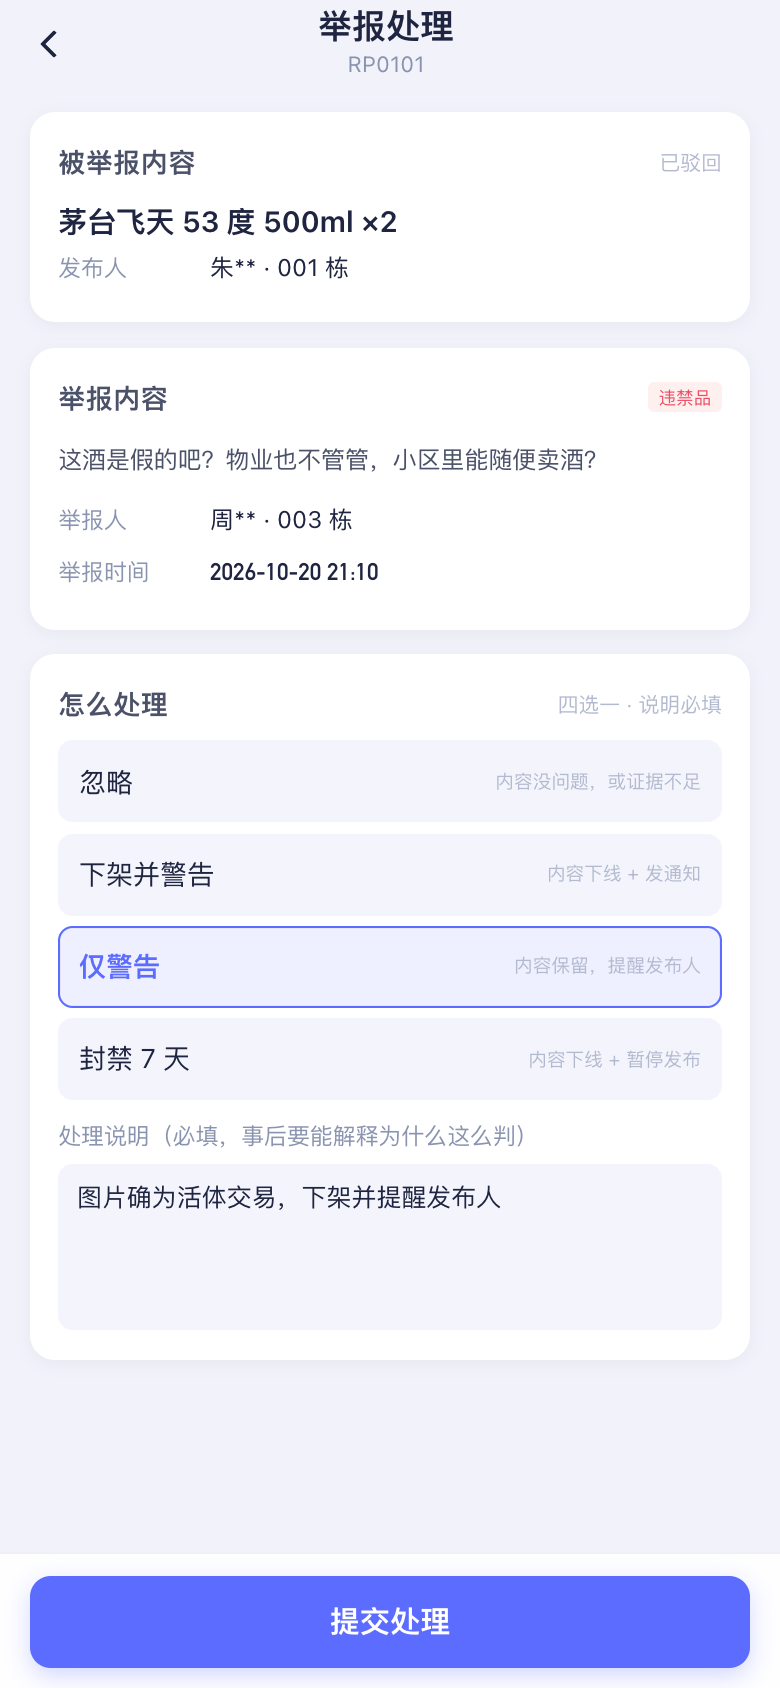 举报处理
RP0101
被举报内容 已驳回
茅台飞天 53 度 500ml ×2
发布人 朱** · 001 栋
举报内容 违禁品
这酒是假的吧？物业也不管管，小区里能随便卖酒？
举报人 周** · 003 栋
举报时间 2026-10-20 21:10
怎么处理 四选一 · 说明必填
忽略 内容没问题，或证据不足
下架并警告 内容下线 + 发通知
仅警告 内容保留，提醒发布人
封禁 7 天 内容下线 + 暂停发布
处理说明（必填，事后要能解释为什么这么判）
图片确为活体交易，下架并提醒发布人
提交处理